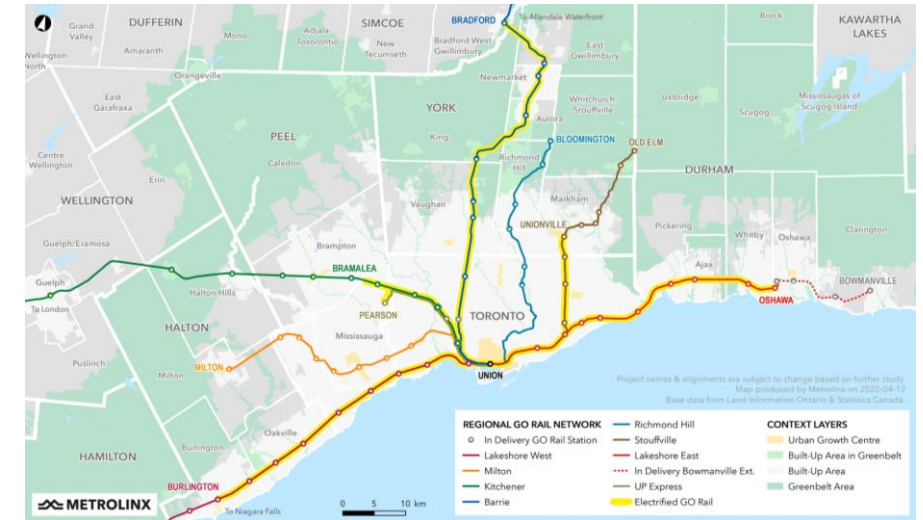 Grand
Valley
DUFFERIN
Mono
Adjala-
Tosorontio
SIMCOE
New
Tecumseth
BRADFORD
To Allandale Waterfront
Bradford West
Gwillimbury
East
Gwillimbury
Brock
KAWARTHA
LAKES
Wellington
North
Amaranth
Orangeville
Newmarket
East
Garafraxa
YORK
Whitchurch
Stouffville
Uxbridge
Scugog
Mississaugas of
Scugog Island
PEEL
Caledon
King
Aurora
BLOOMINGTON
OLD ELM
Centre
Wellington
Erin
Richmond
Hill
DURHAM
WELLINGTON
Vaughan
Markham
UNIONVILLE
Pickering
Whitby
Oshawa
Clarington
Guelph/Eramosa
Brampton
Ajax
BRAMALEA
BOWMANVILLE
Guelph
To London
Halton Hills
PEARSON
OSHAWA
HALTON
Mississauga
TORONTO
Puslinch
Milton
MILTON
UNION
Project names & alignments are subject to change based on further study.
Map produced by Metrolinx on 2022-04-12
Base data from Land Information Ontario & Statistics Canada.
Oakville
HAMILTON
Burlington
BURLINGTON
To Niagara Falls
METROLINX
0 5 10 km
REGIONAL GO RAIL NETWORK
In Delivery GO Rail Station
Lakeshore West
Milton
Kitchener
Barrie
Richmond Hill
Stouffville
Lakeshore East
In Delivery Bowmanville Ext.
UP Express
Electrified GO Rail
CONTEXT LAYERS
Urban Growth Centre
Built-Up Area in Greenbelt
Built-Up Area
Greenbelt Area